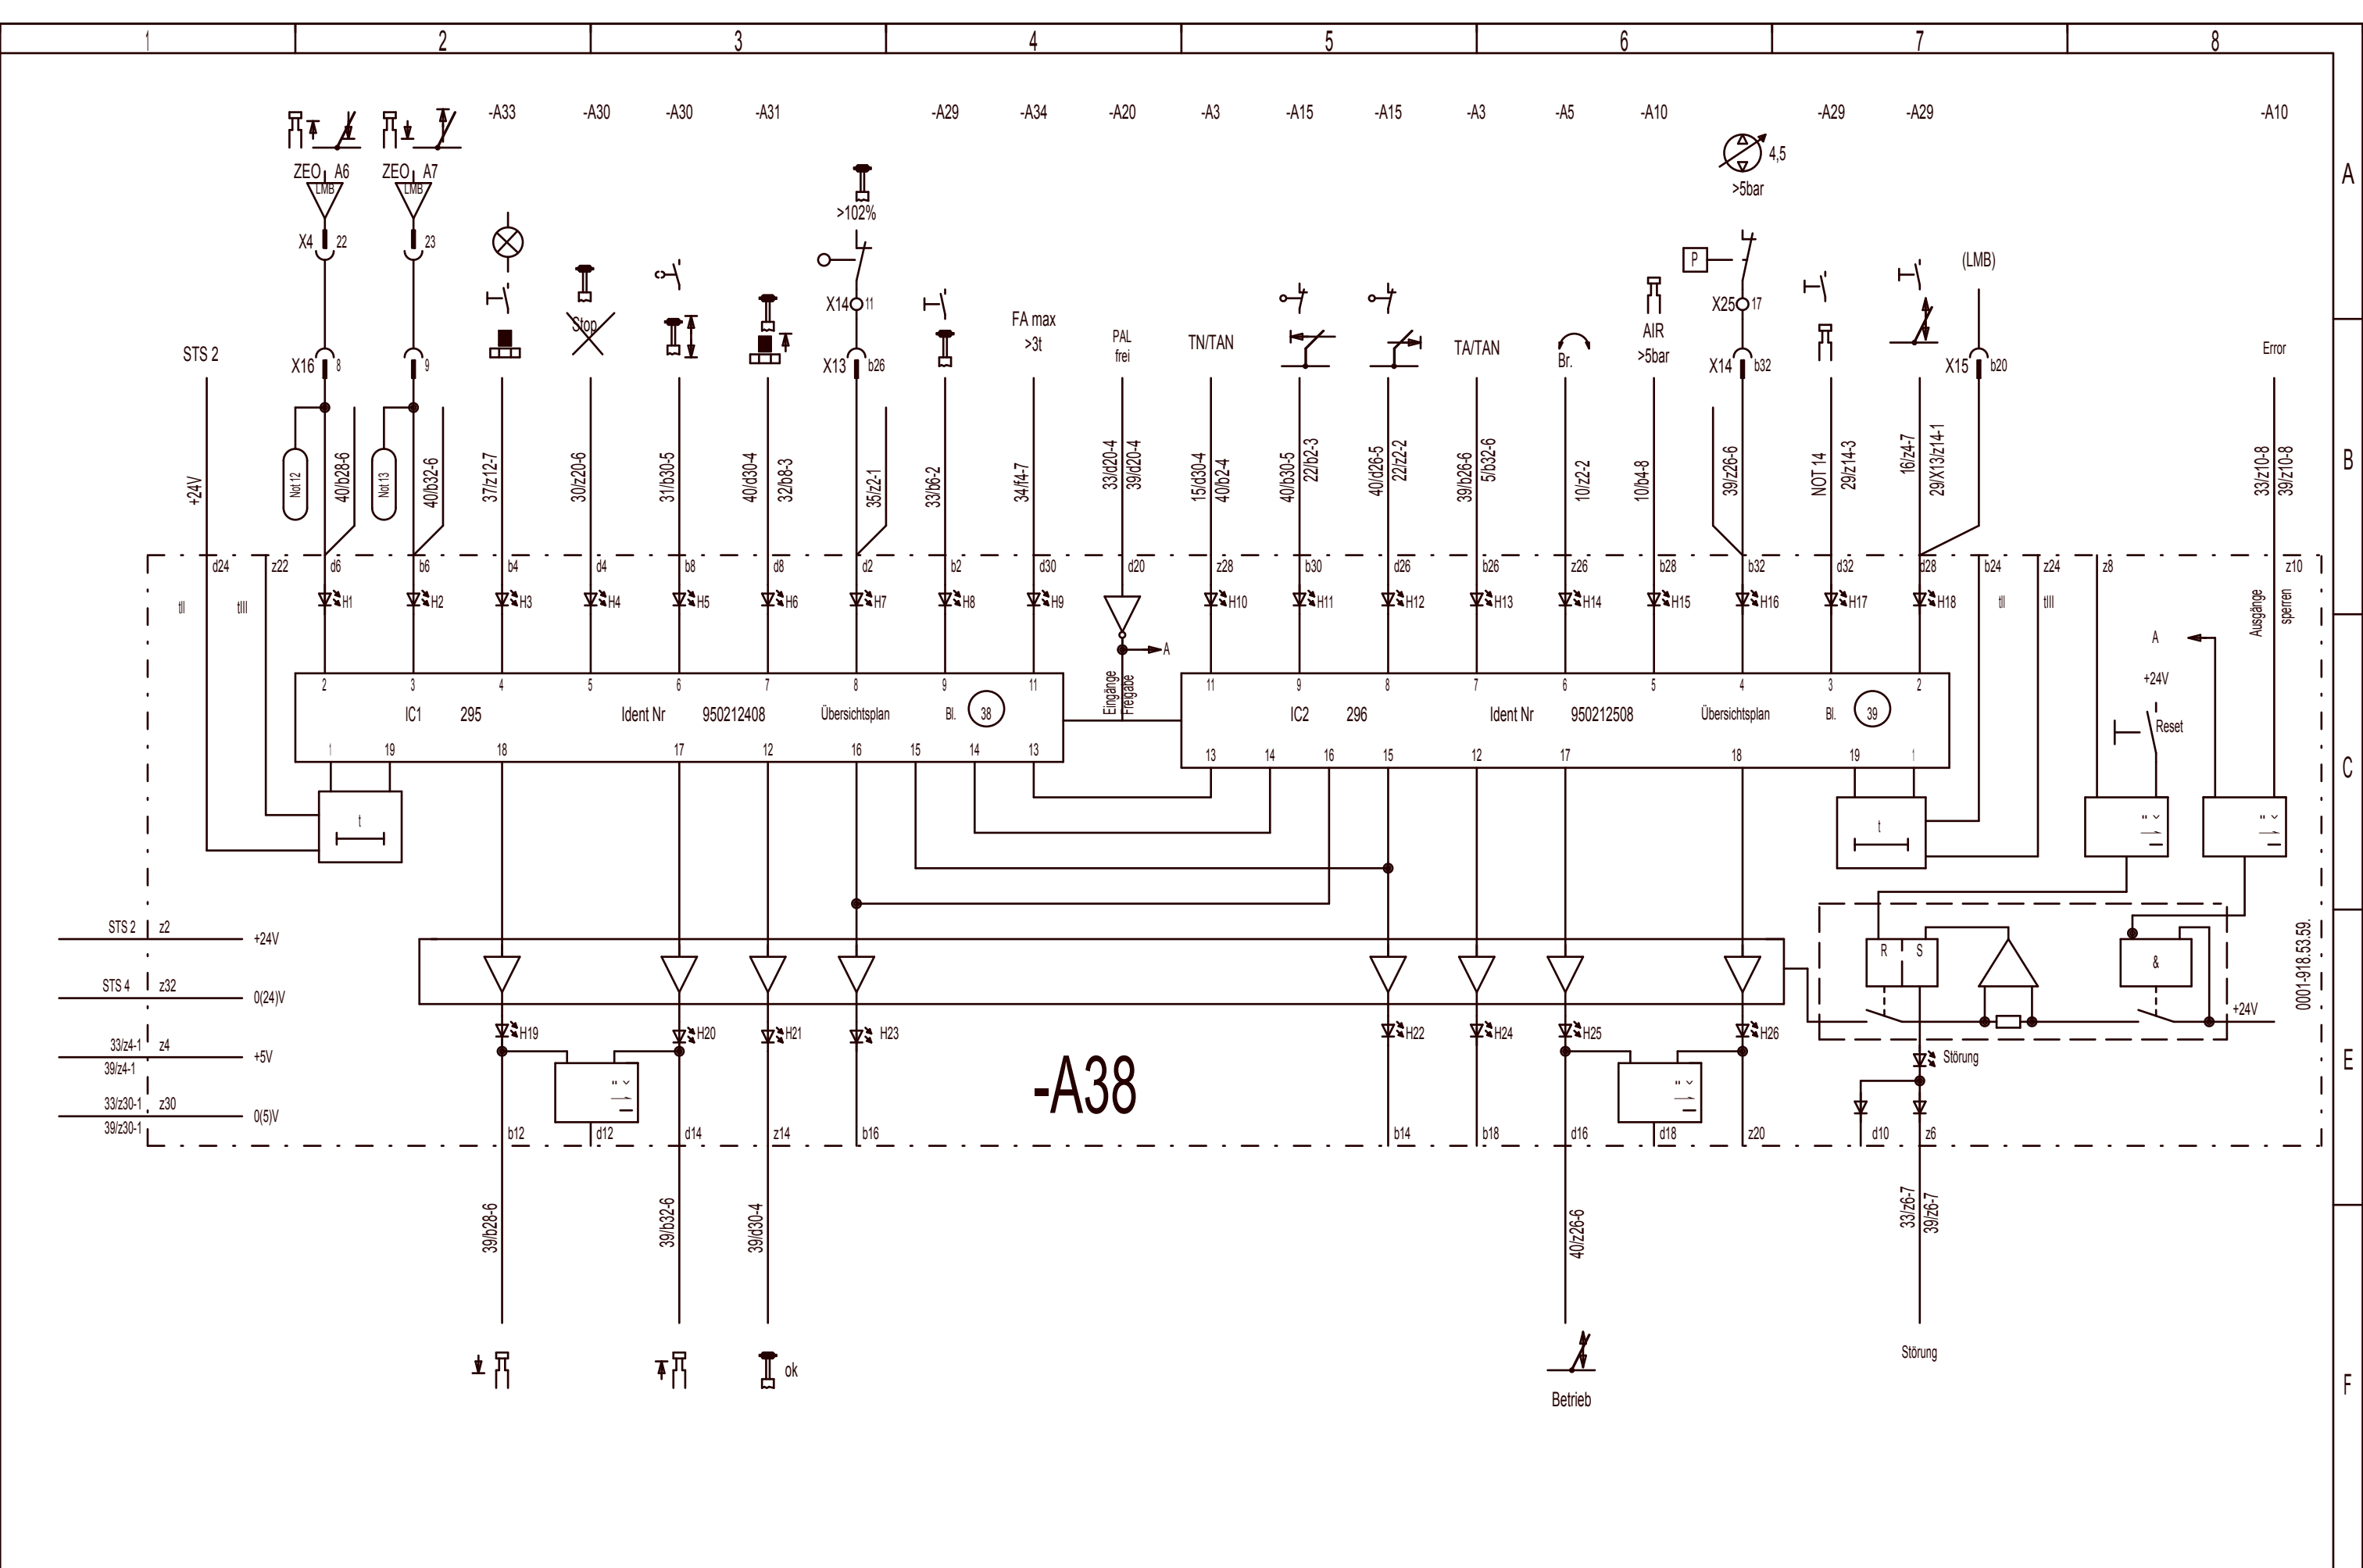 1 2 3 4 5 6 7 8
-A33 -A30 -A30 -A31 -A29 -A34 -A20 -A3 -A15 -A15 -A3 -A5 -A10 -A29 -A29 -A10
A
4,5
ZEO A6 ZEO A7
LMB LMB
>5bar
>102%
X4 22 23
P
(LMB)
X14 11 X25 17
Stop
FA max
>3t
PAL
frei
TN/TAN
TA/TAN
Br.
AIR
>5bar
STS 2
Error
X16 8 9 X13 b26 X14 b32 X15 b20
B
+24V
Not 12
40/b28-6
Not 13
40/b32-6
37/z12-7
30/z20-6
31/b30-5
40/d30-4
32/b8-3
35/z2-1
33/b6-2
34/f4-7
33/d20-4
39/d20-4
15/d30-4
40/b2-4
40/b30-5
22/b2-3
40/d26-5
22/z2-2
39/b26-6
5/b32-6
10/z2-2
10/b4-8
39/z26-6
NOT 14
29/z14-3
16/z4-7
29/X13/z14-1
33/z10-8
39/z10-8
d24 z22 d6 b6 b4 d4 b8 d8 d2 b2 d30 d20 z28 b30 d26 b26 z26 b28 b32 d32 d28 b24 z24 z8 z10
tII tIII H1 H2 H3 H4 H5 H6 H7 H8 H9 H10 H11 H12 H13 H14 H15 H16 H17 H18 tII tIII
Ausgänge
sperren
A A
Eingänge
Freigabe
+24V
Reset
2 3 4 5 6 7 8 9 11 11 9 8 7 6 5 4 3 2
IC1 295 Ident Nr 950212408 Übersichtsplan Bl. 38
IC2 296 Ident Nr 950212508 Übersichtsplan Bl. 39
1 19 18 17 12 16 15 14 13 13 14 16 15 12 17 18 19 1
C
t t
STS 2 z2 +24V
STS 4 z32 0(24)V
33/z4-1 z4 +5V
39/z4-1
33/z30-1 z30 0(5)V
39/z30-1
R S &
+24V
0001-918.53.59.
H19 H20 H21 H23 H22 H24 H25 H26
Störung
E
-A38
b12 d12 d14 z14 b16 b14 b18 d16 d18 z20 d10 z6
39/b28-6
39/b32-6
39/d30-4
40/z26-6
33/z6-7
39/z6-7
ok
Störung
Betrieb
F